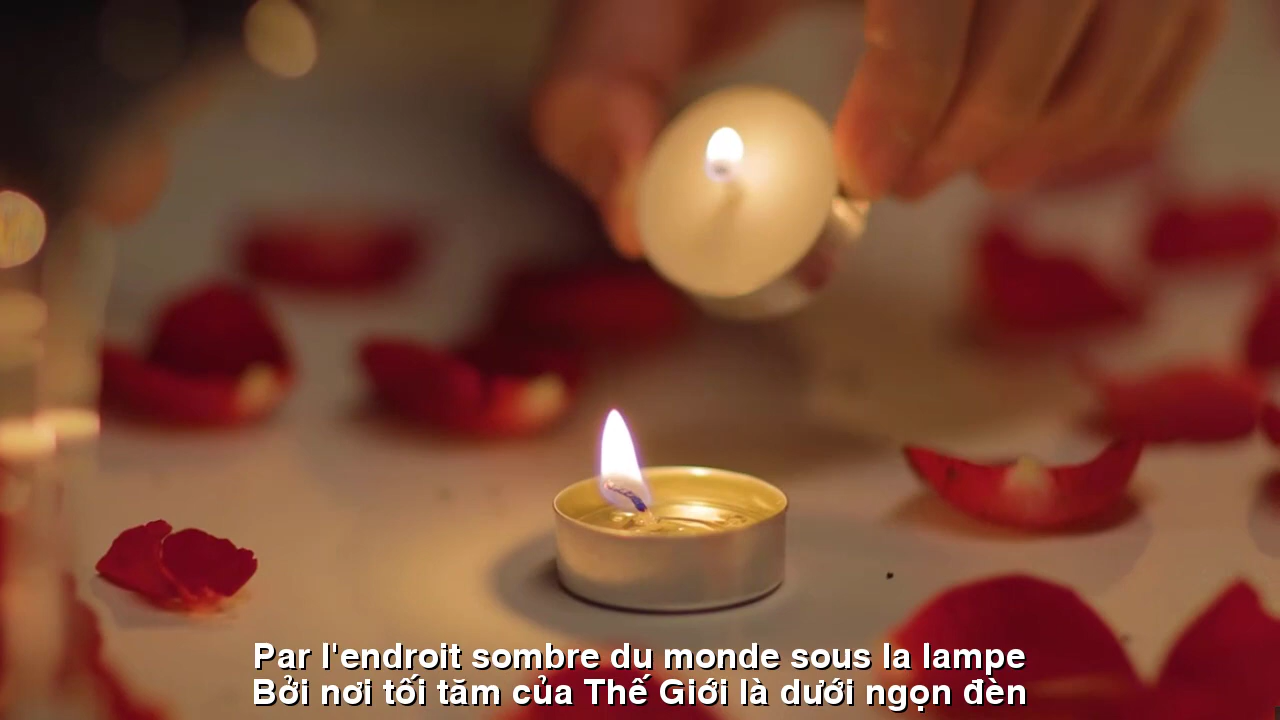 Par l'endroit sombre du monde sous la lampe
Bởi nơi tối tăm của Thế Giới là dưới ngọn đèn